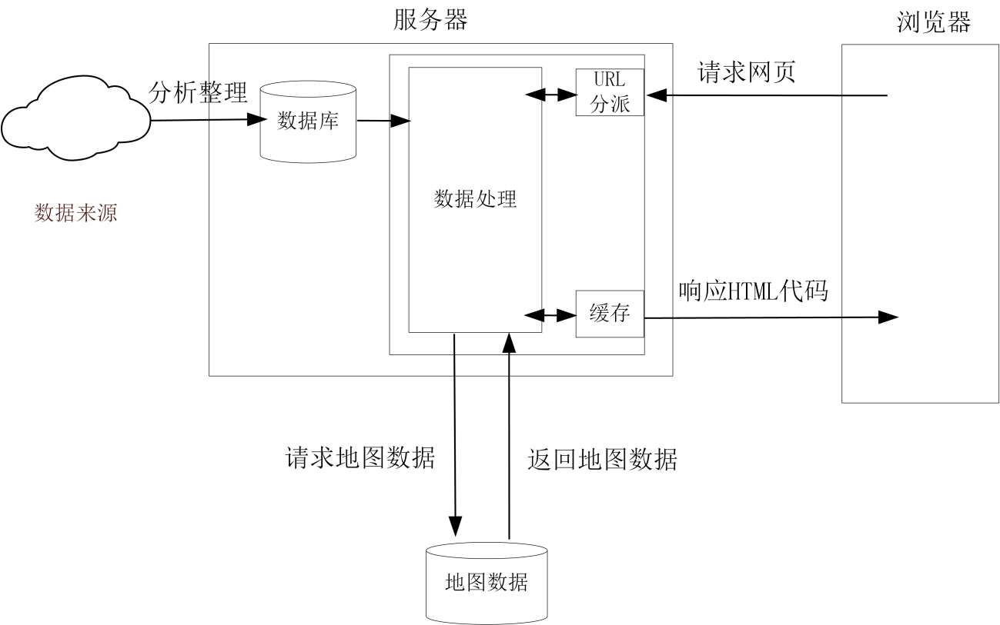 服务器
浏览器
分析整理
数据库
URL
分派
请求网页
数据来源
数据处理
缓存
响应HTML代码
请求地图数据
返回地图数据
地图数据